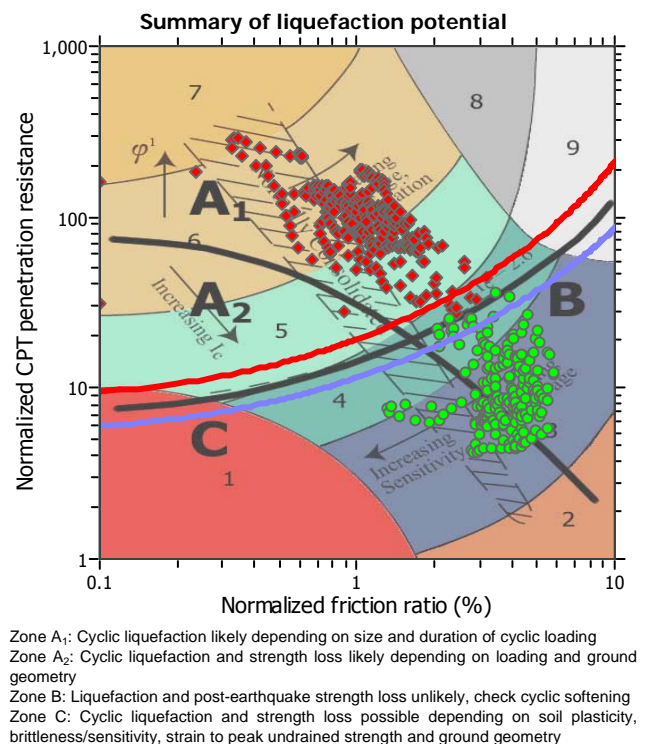 Summary of liquefaction potential
1,000
100
10
1
0.1
1
10
Normalized CPT penetration resistance
Normalized friction ratio (%)
7
8
9
φ¹
A₁
6
A₂
Increasing Ic
5
B
4
C
1
Increasing
Sensitivity
2
Zone A₁: Cyclic liquefaction likely depending on size and duration of cyclic loading
Zone A₂: Cyclic liquefaction and strength loss likely depending on loading and ground
geometry
Zone B: Liquefaction and post-earthquake strength loss unlikely, check cyclic softening
Zone C: Cyclic liquefaction and strength loss possible depending on soil plasticity,
brittleness/sensitivity, strain to peak undrained strength and ground geometry